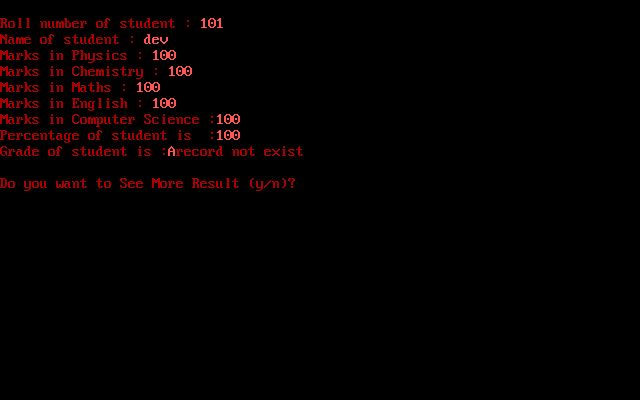 Roll number of student : 101
Name of student : dev
Marks in Physics : 100
Marks in Chemistry : 100
Marks in Maths : 100
Marks in English : 100
Marks in Computer Science :100
Percentage of student is  :100
Grade of student is :Arecord not exist
Do you want to See More Result (y/n)?